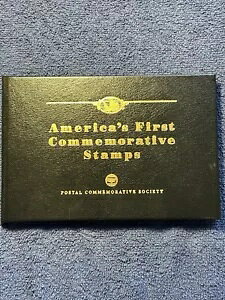 America's First
Commemorative
Stamps
POSTAL COMMEMORATIVE SOCIETY